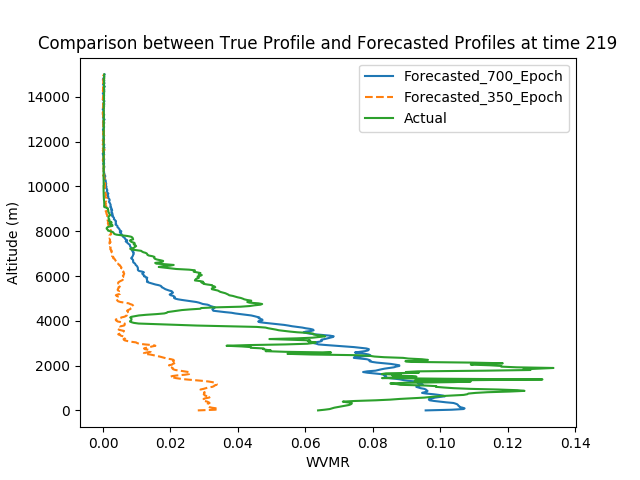 Comparison between True Profile and Forecasted Profiles at time 219
Forecasted_700_Epoch
Forecasted_350_Epoch
Actual
14000
12000
10000
8000
6000
4000
2000
0
Altitude (m)
0.00 0.02 0.04 0.06 0.08 0.10 0.12 0.14
WVMR